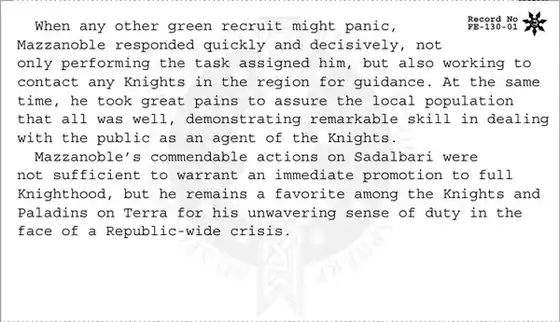 When any other green recruit might panic,
Record No
FE-130-01
Mazzanoble responded quickly and decisively, not
only performing the task assigned him, but also working to
contact any Knights in the region for guidance. At the same
time, he took great pains to assure the local population
that all was well, demonstrating remarkable skill in dealing
with the public as an agent of the Knights.
Mazzanoble's commendable actions on Sadalbari were
not sufficient to warrant an immediate promotion to full
Knighthood, but he remains a favorite among the Knights and
Paladins on Terra for his unwavering sense of duty in the
face of a Republic-wide crisis.